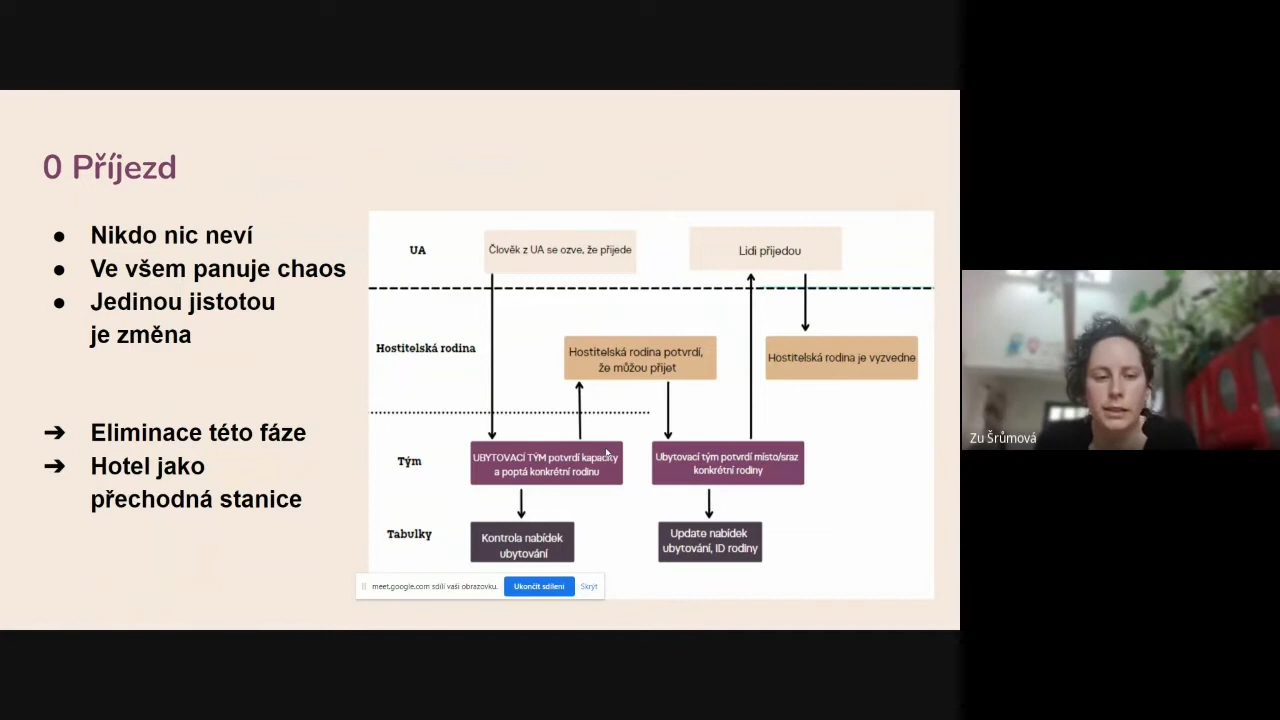 0 Příjezd
● Nikdo nic neví
● Ve všem panuje chaos
● Jedinou jistotou
je změna
➔ Eliminace této fáze
➔ Hotel jako
přechodná stanice
UA
Člověk z UA se ozve, že přijede
Lidi přijedou
Hostitelská rodina
Hostitelská rodina potvrdí,
že můžou přijet
Hostitelská rodina je vyzvedne
Tým
UBYTOVACÍ TÝM potvrdí kapacity
a poptá konkrétní rodinu
Ubytovací tým potvrdí místo/sraz
konkrétní rodiny
Tabulky
Kontrola nabídek
ubytování
Update nabídek
ubytování, ID rodiny
meet.google.com sdílí vaši obrazovku.
Ukončit sdílení
Skrýt
Zu Šrůmová